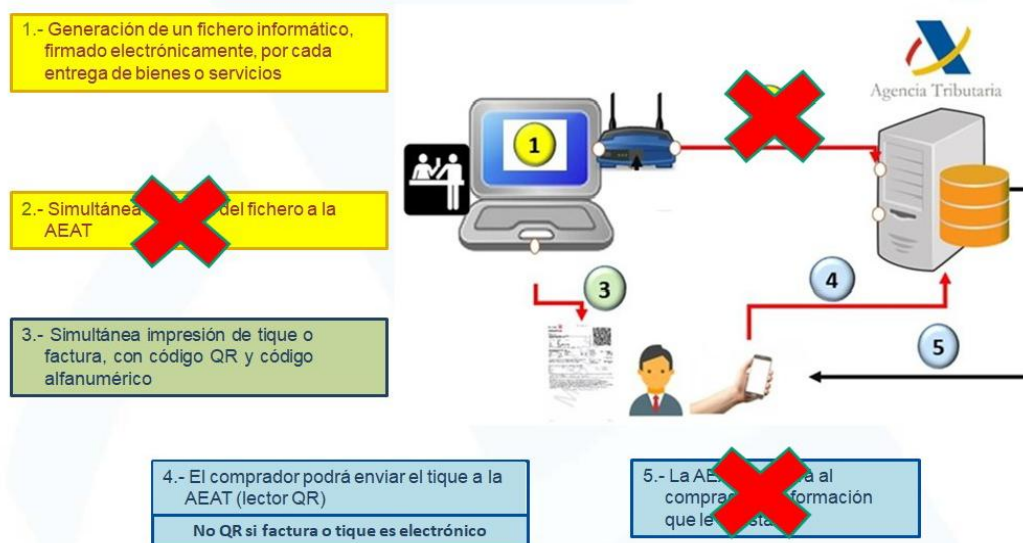 1.- Generación de un fichero informático,
firmado electrónicamente, por cada
entrega de bienes o servicios
Agencia Tributaria
1
2.- Simultánea del fichero a la
AEAT
3
4
5
3.- Simultánea impresión de tique o
factura, con código QR y código
alfanumérico
4.- El comprador podrá enviar el tique a la
AEAT (lector QR)
No QR si factura o tique es electrónico
5.- La al
que le